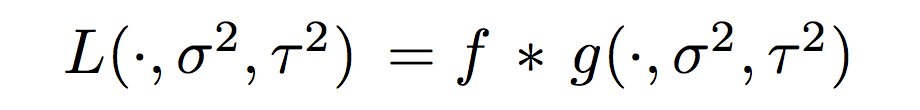 L(·, σ², τ²) = f * g(·, σ², τ²)